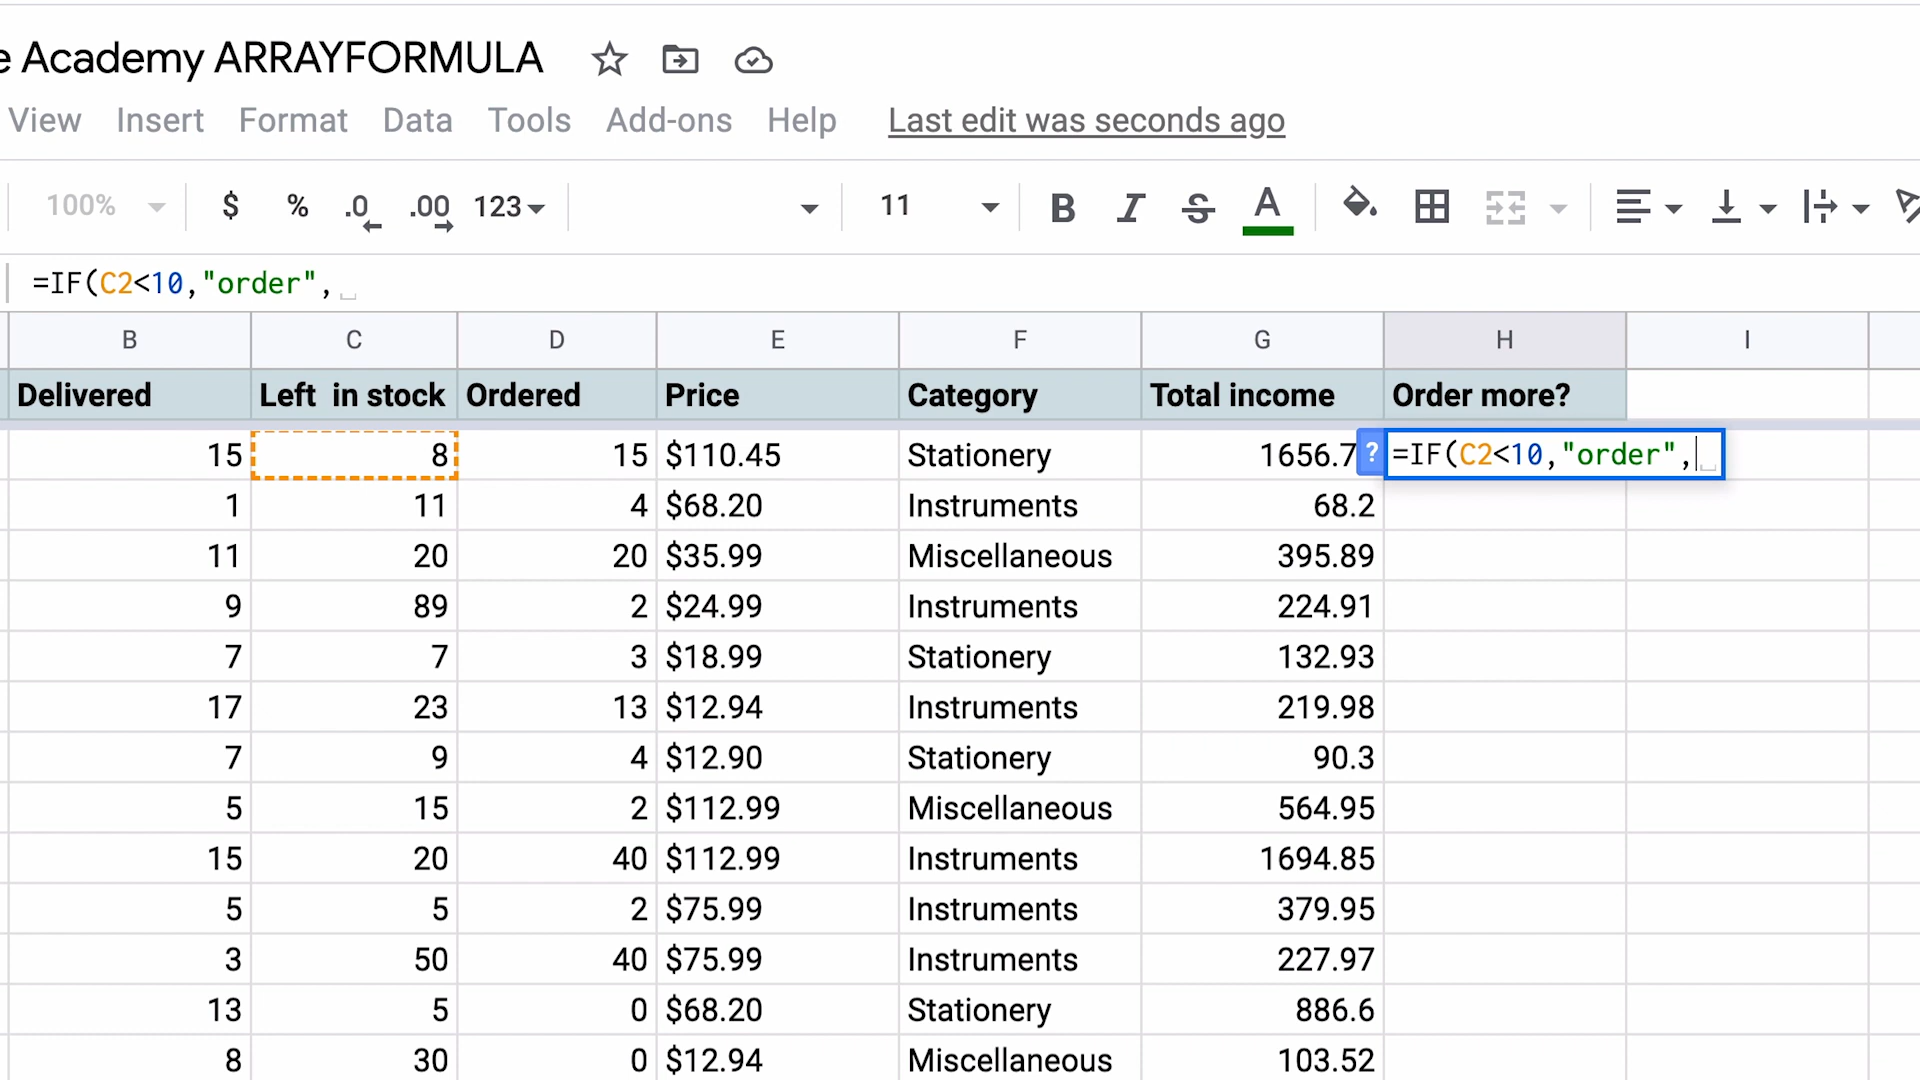 e Academy ARRAYFORMULA
View Insert Format Data Tools Add-ons Help Last edit was seconds ago
100% $ % .0 .00 123 11 B I S A
=IF(C2<10,"order",
B C D E F G H I
Delivered Left in stock Ordered Price Category Total income Order more?
15 8 15 $110.45 Stationery 1656.7 ? =IF(C2<10,"order",
1 11 4 $68.20 Instruments 68.2
11 20 20 $35.99 Miscellaneous 395.89
9 89 2 $24.99 Instruments 224.91
7 7 3 $18.99 Stationery 132.93
17 23 13 $12.94 Instruments 219.98
7 9 4 $12.90 Stationery 90.3
5 15 2 $112.99 Miscellaneous 564.95
15 20 40 $112.99 Instruments 1694.85
5 5 2 $75.99 Instruments 379.95
3 50 40 $75.99 Instruments 227.97
13 5 0 $68.20 Stationery 886.6
8 30 0 $12.94 Miscellaneous 103.52